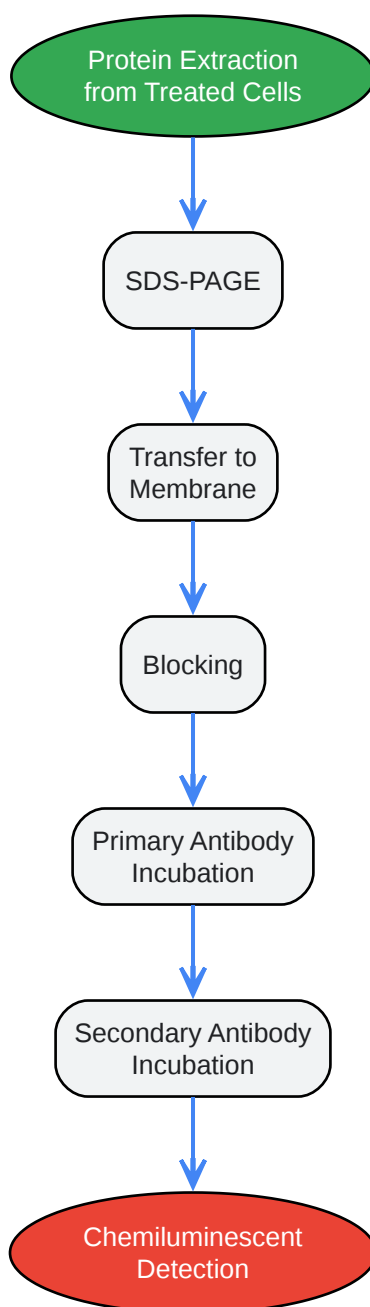 Protein Extraction
from Treated Cells
SDS-PAGE
Transfer to
Membrane
Blocking
Primary Antibody
Incubation
Secondary Antibody
Incubation
Chemiluminescent
Detection